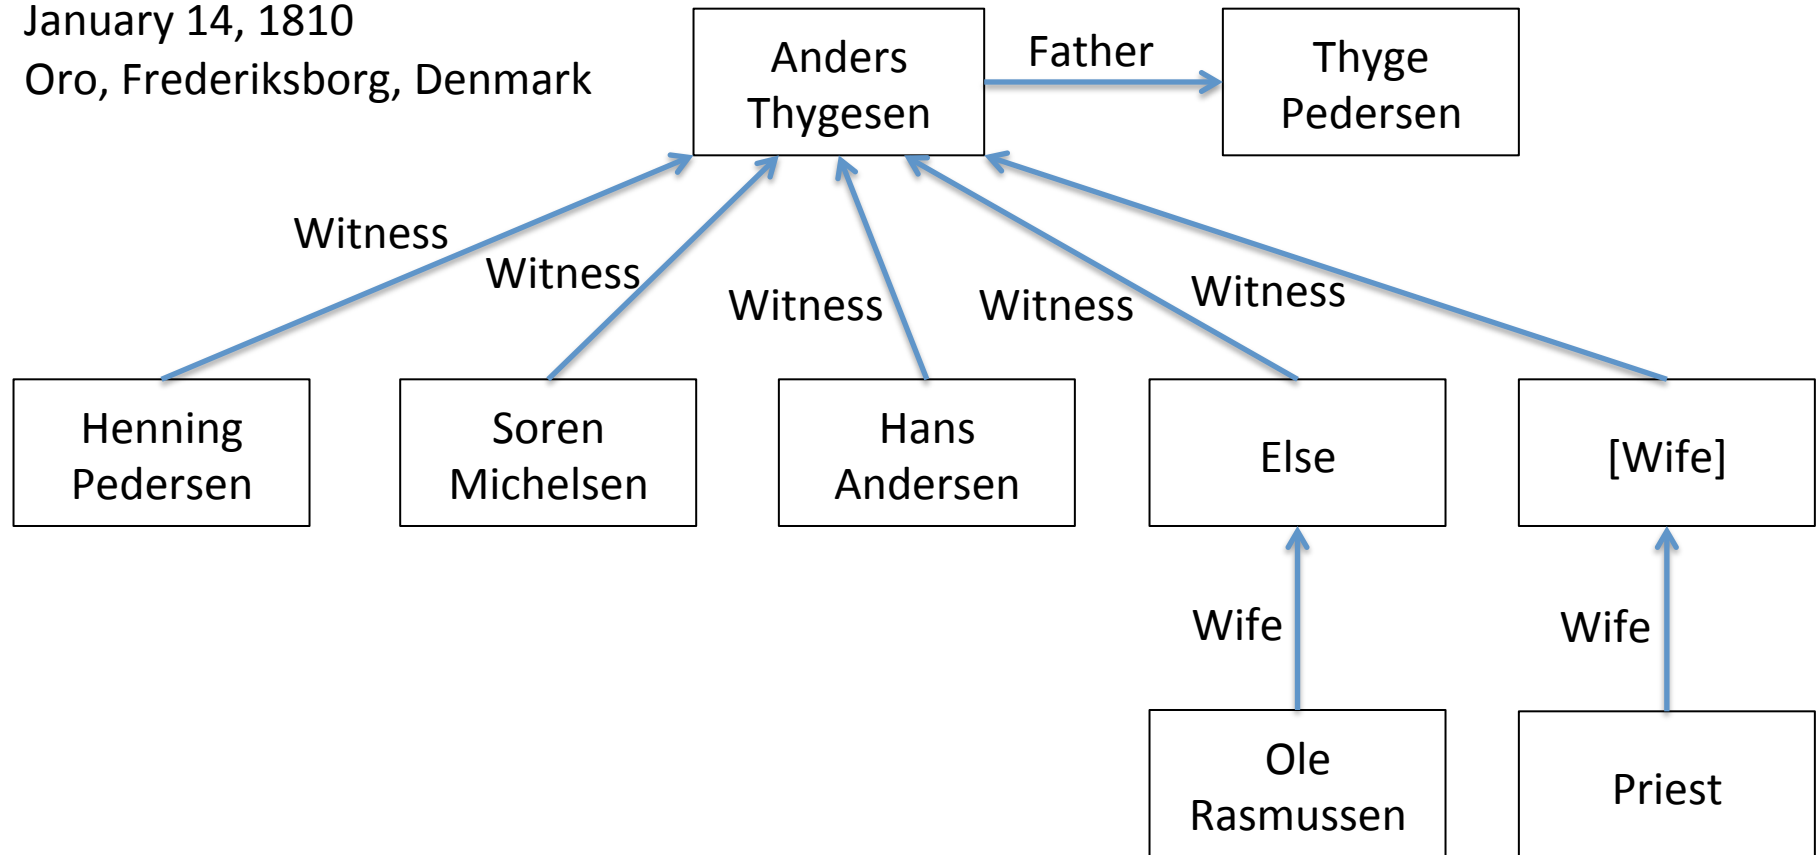 January 14, 1810
Oro, Frederiksborg, Denmark
Anders
Thygesen
Father
Thyge
Pedersen
Witness
Witness
Witness
Witness
Witness
Henning
Pedersen
Soren
Michelsen
Hans
Andersen
Else
[Wife]
Wife
Wife
Ole
Rasmussen
Priest